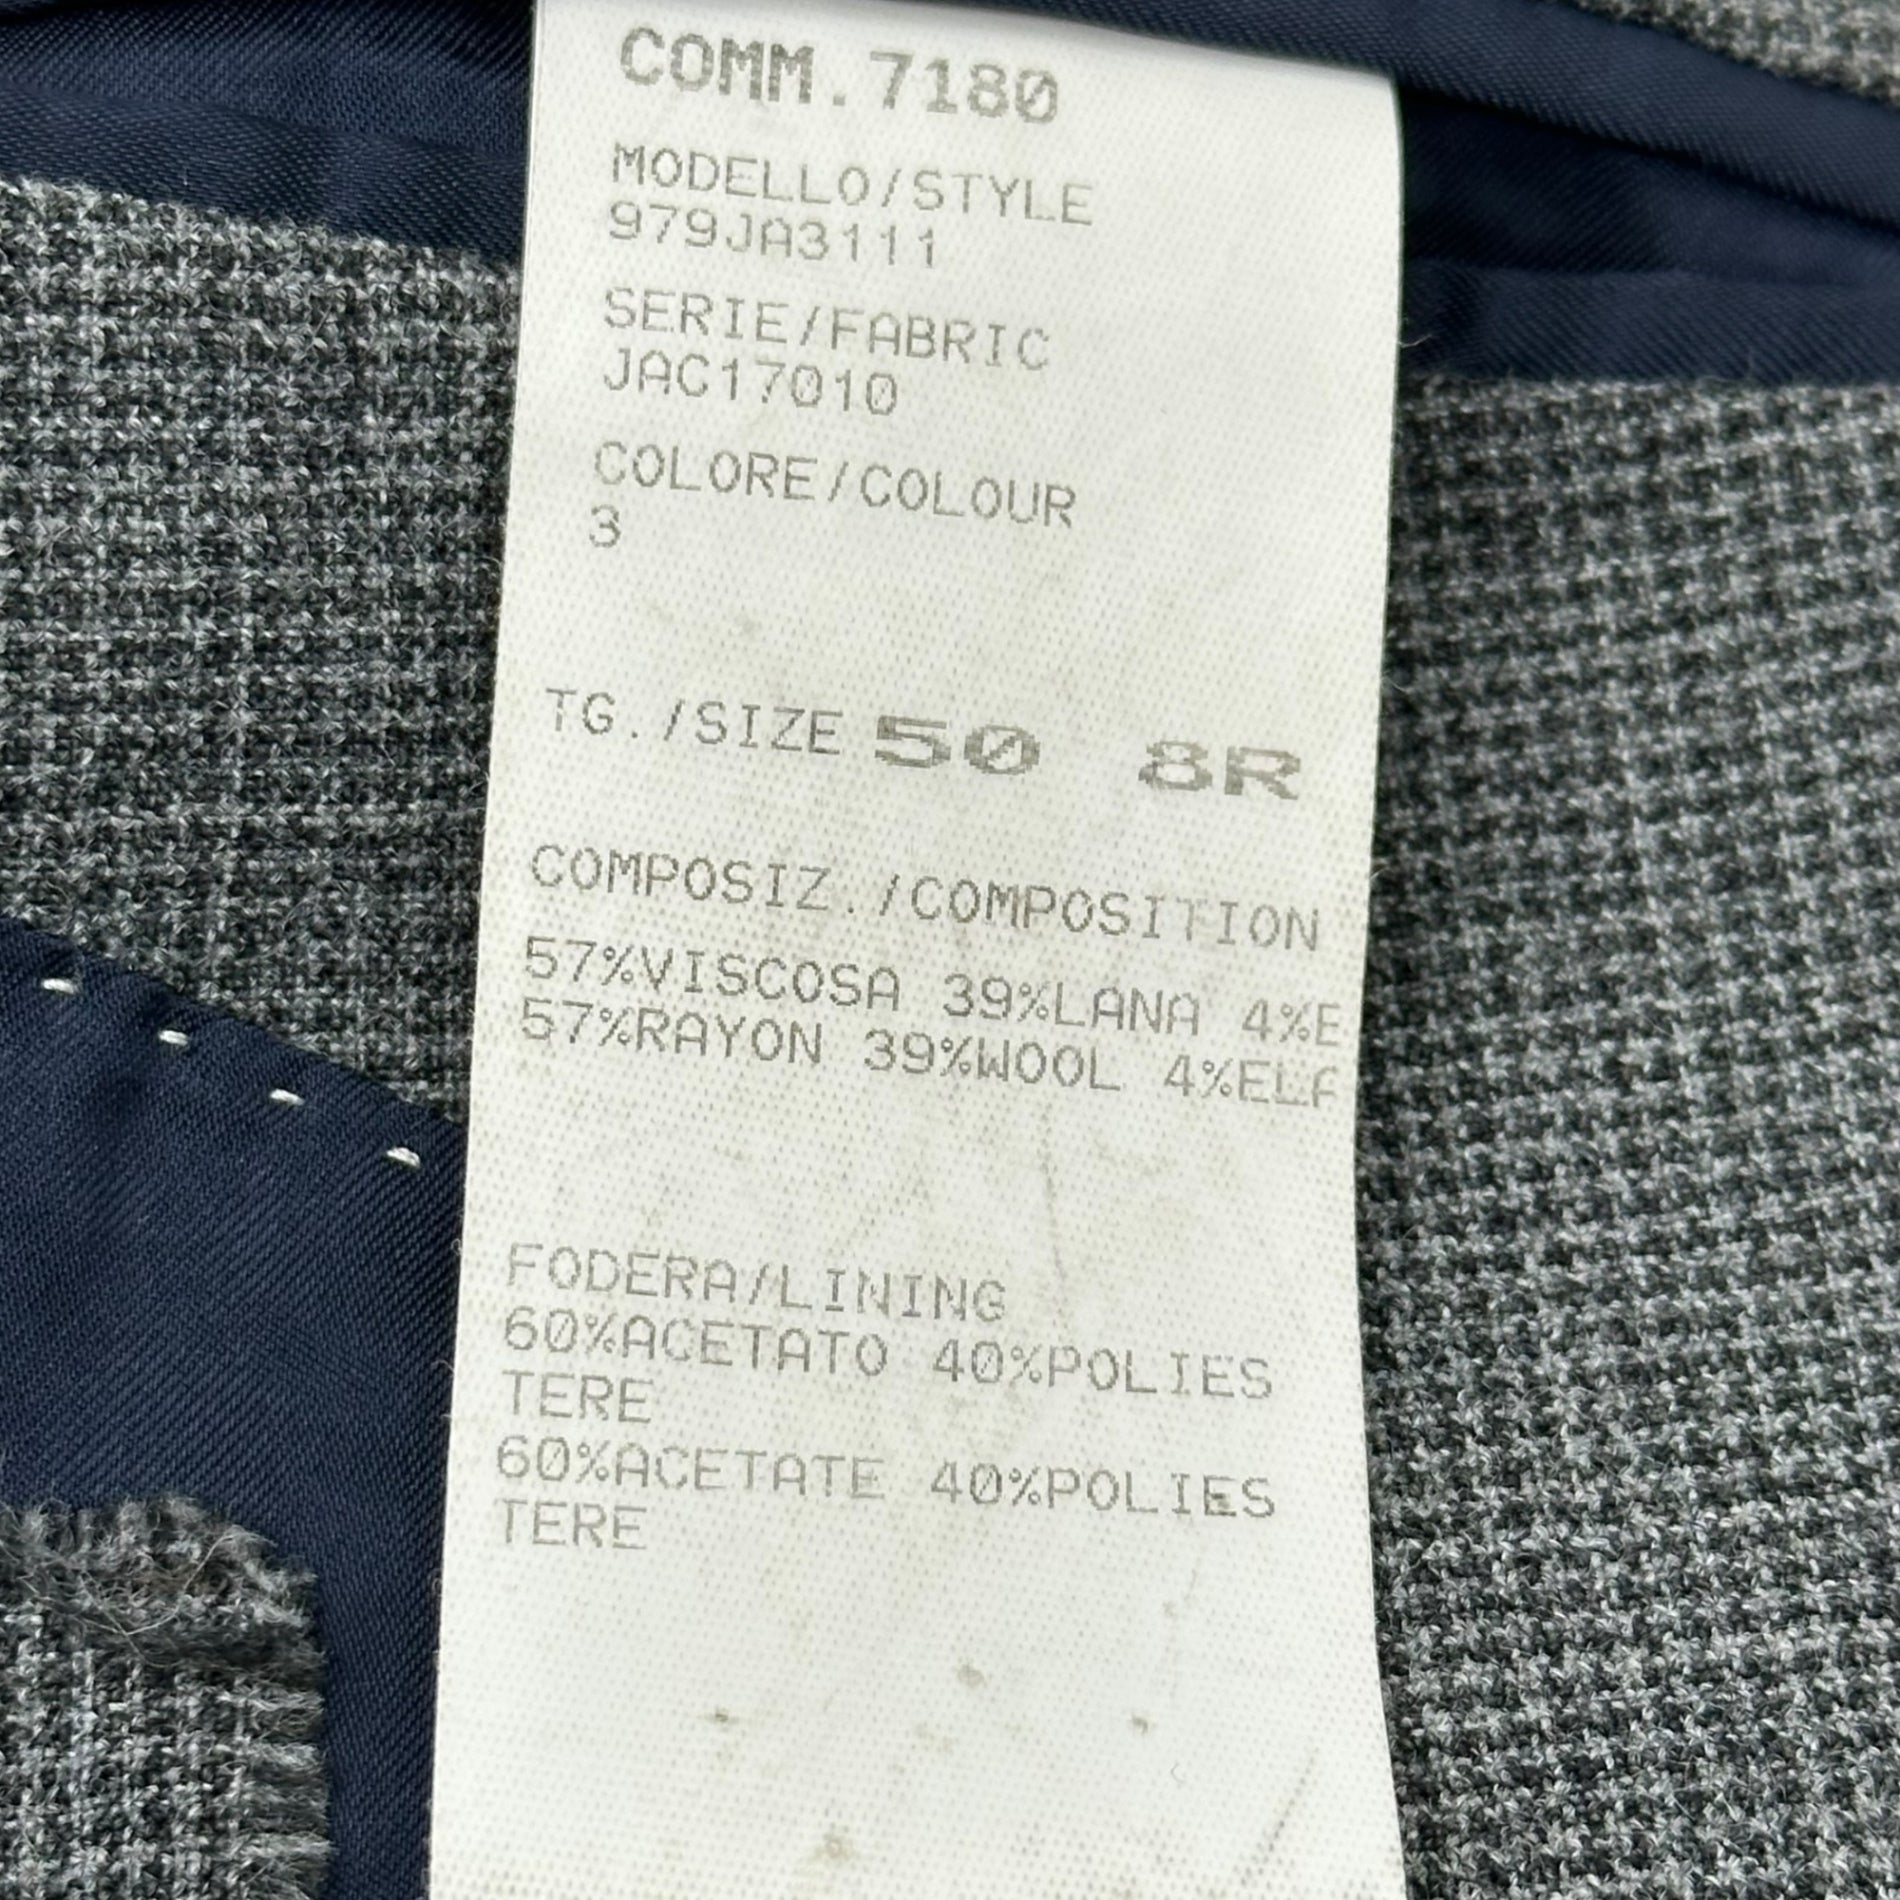 COMM.7180
MODELLO/STYLE
979JA3111
SERIE/FABRIC
JAC17010
COLORE/COLOUR
3
TG./SIZE 50 8R
COMPOSIZ./COMPOSITION
57%VISCOSA 39%LANA 4%E
57%RAYON 39%WOOL 4%ELA
FODERA/LINING
60%ACETATO 40%POLIES
TERE
60%ACETATE 40%POLIES
TERE